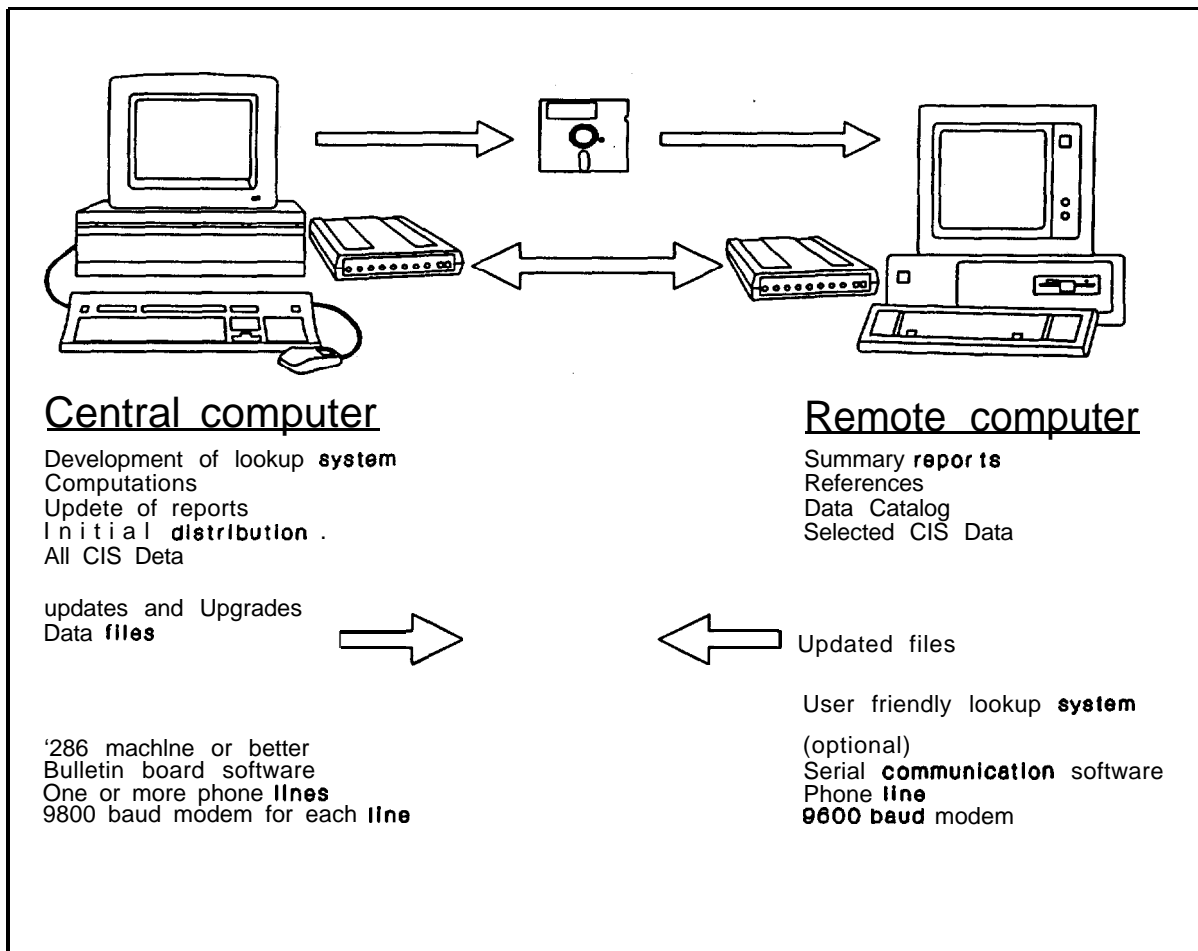 Central computer
Development of lookup system
Computations
Updete of reports
Initial distribution .
All CIS Deta
updates and Upgrades
Data files
'286 machlne or better
Bulletin board software
One or more phone lines
9800 baud modem for each line
Remote computer
Summary reports
References
Data Catalog
Selected CIS Data
Updated files
User friendly lookup system
(optional)
Serial communication software
Phone line
9600 baud modem